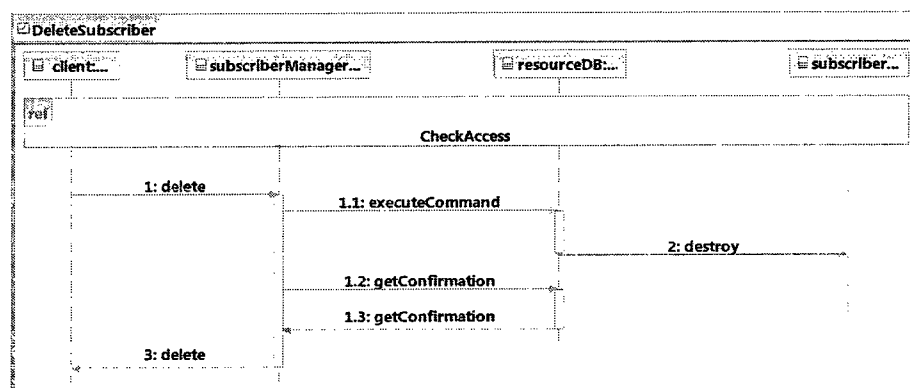 DeleteSubscriber
client:...
subscriberManager...
resourceDB:...
subscriber...
ref
CheckAccess
1: delete
1.1: executeCommand
2: destroy
1.2: getConfirmation
1.3: getConfirmation
3: delete